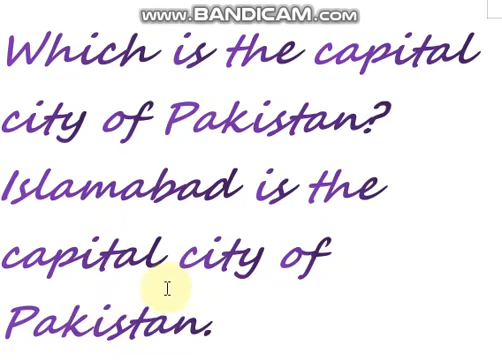 www.BANDICAM.com
Which is the capital
city of Pakistan?
Islamabad is the
capital city of
Pakistan.